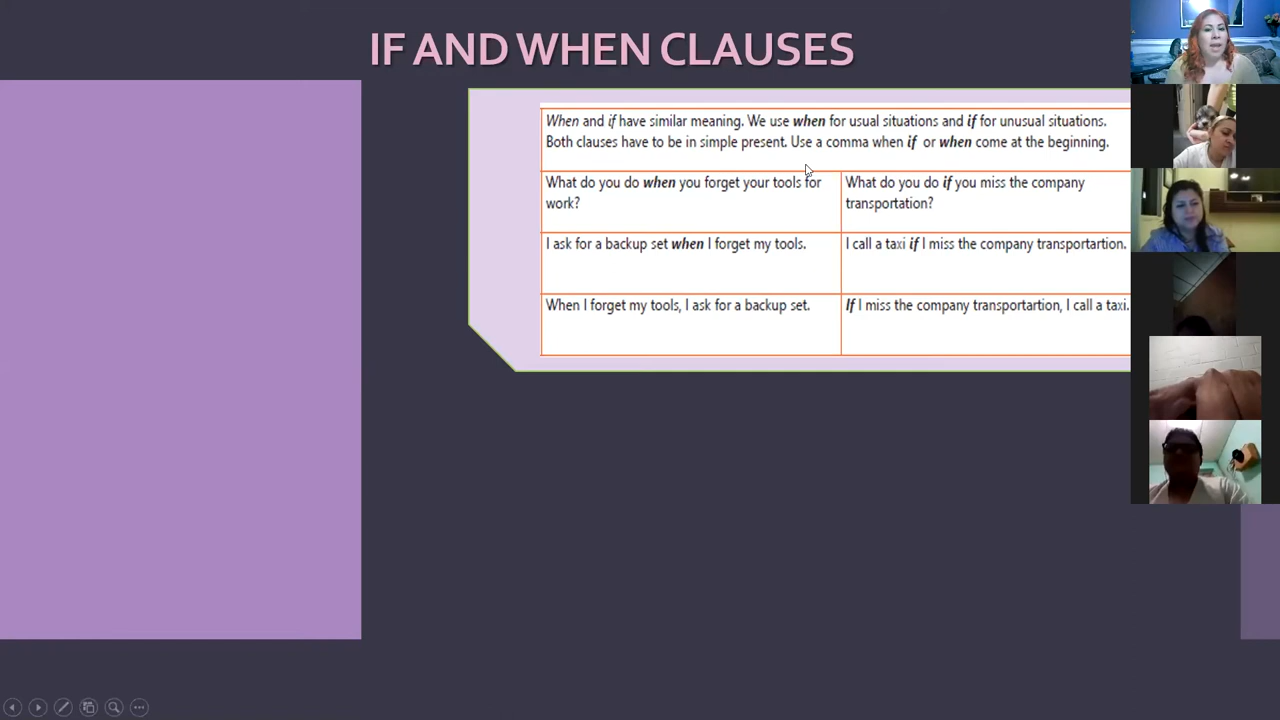 IF AND WHEN CLAUSES
When and if have similar meaning. We use when for usual situations and if for unusual situations.
Both clauses have to be in simple present. Use a comma when if or when come at the beginning.
What do you do when you forget your tools for
work?
What do you do if you miss the company
transportation?
I ask for a backup set when I forget my tools.
I call a taxi if I miss the company transportartion.
When I forget my tools, I ask for a backup set.
If I miss the company transportartion, I call a taxi.